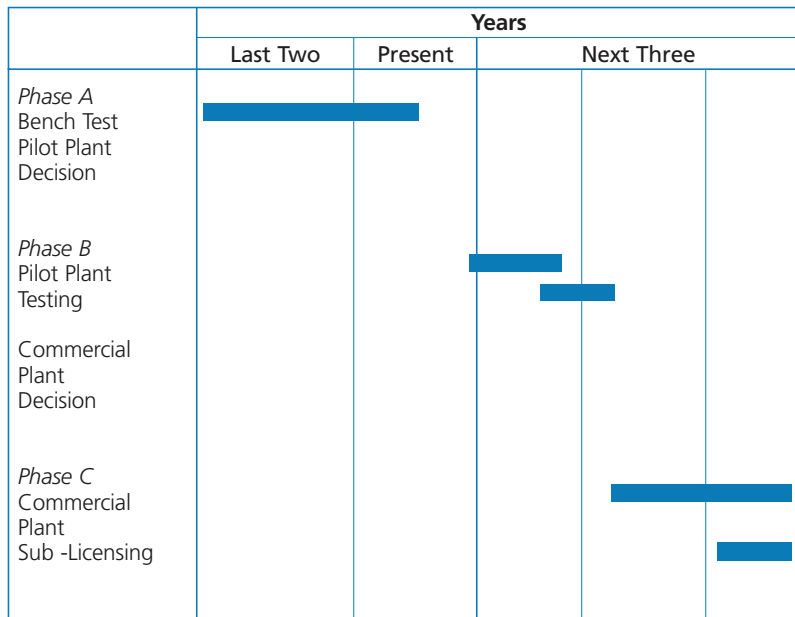 Years
Last Two Present Next Three
Phase A
Bench Test
Pilot Plant
Decision
Phase B
Pilot Plant
Testing
Commercial
Plant
Decision
Phase C
Commercial
Plant
Sub -Licensing